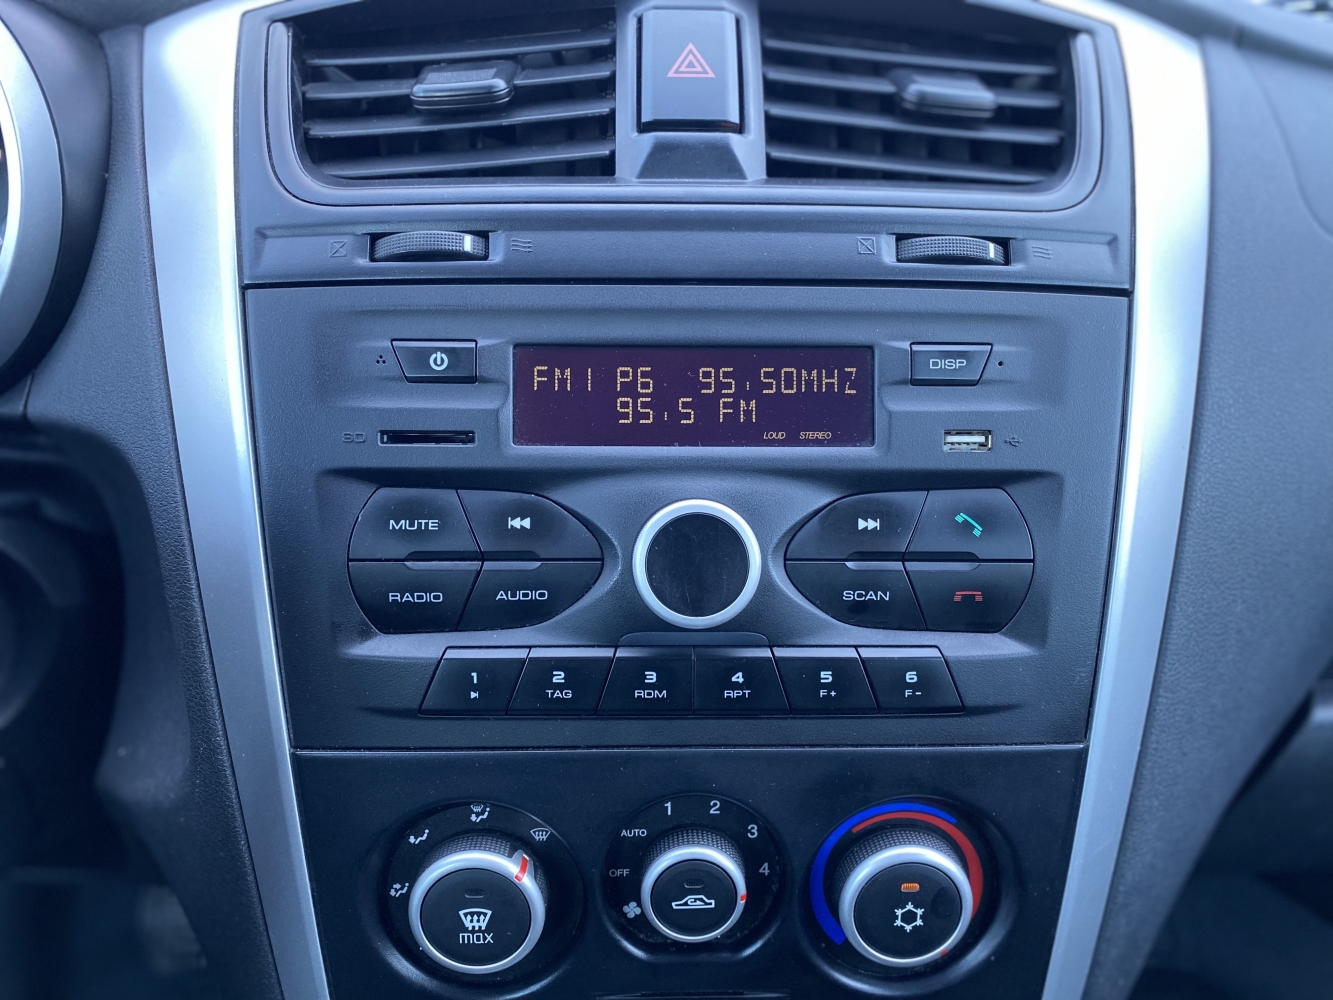 DISP
FM1 P6 95.50MHZ
95.5 FM
LOUD STEREO
SD
MUTE
RADIO AUDIO
SCAN
1 2 3 4 5 6
TAG RDM RPT F+ F-
1 2 3 4
AUTO
OFF
max